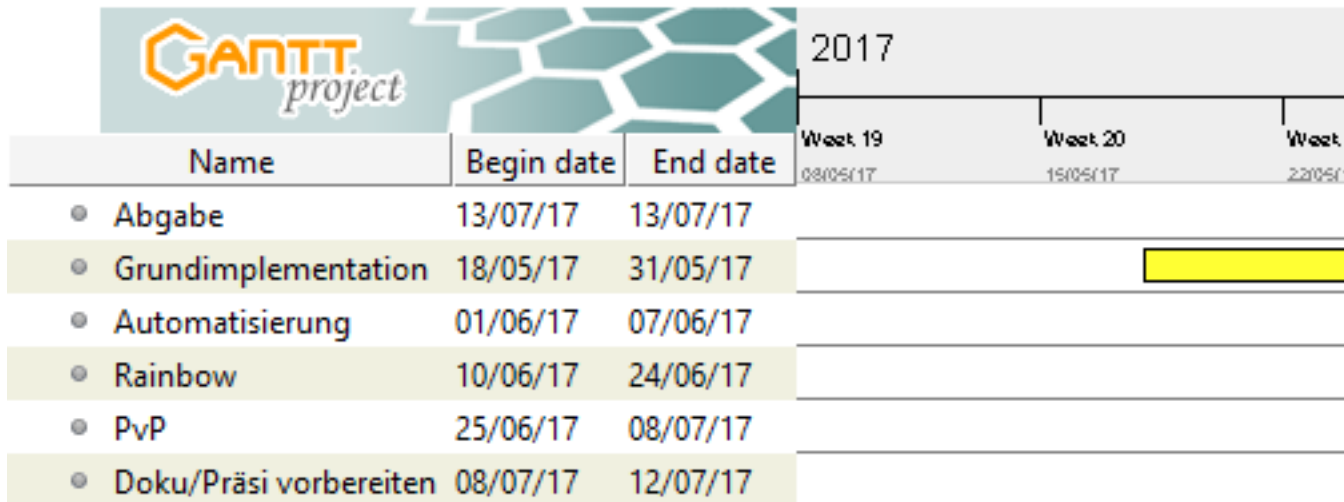 GANTT
project
2017
Week 19
Week 20
Week
08/05/17
15/05/17
22/05/
Name
Begin date
End date
Abgabe 13/07/17 13/07/17
Grundimplementation 18/05/17 31/05/17
Automatisierung 01/06/17 07/06/17
Rainbow 10/06/17 24/06/17
PvP 25/06/17 08/07/17
Doku/Präsi vorbereiten 08/07/17 12/07/17